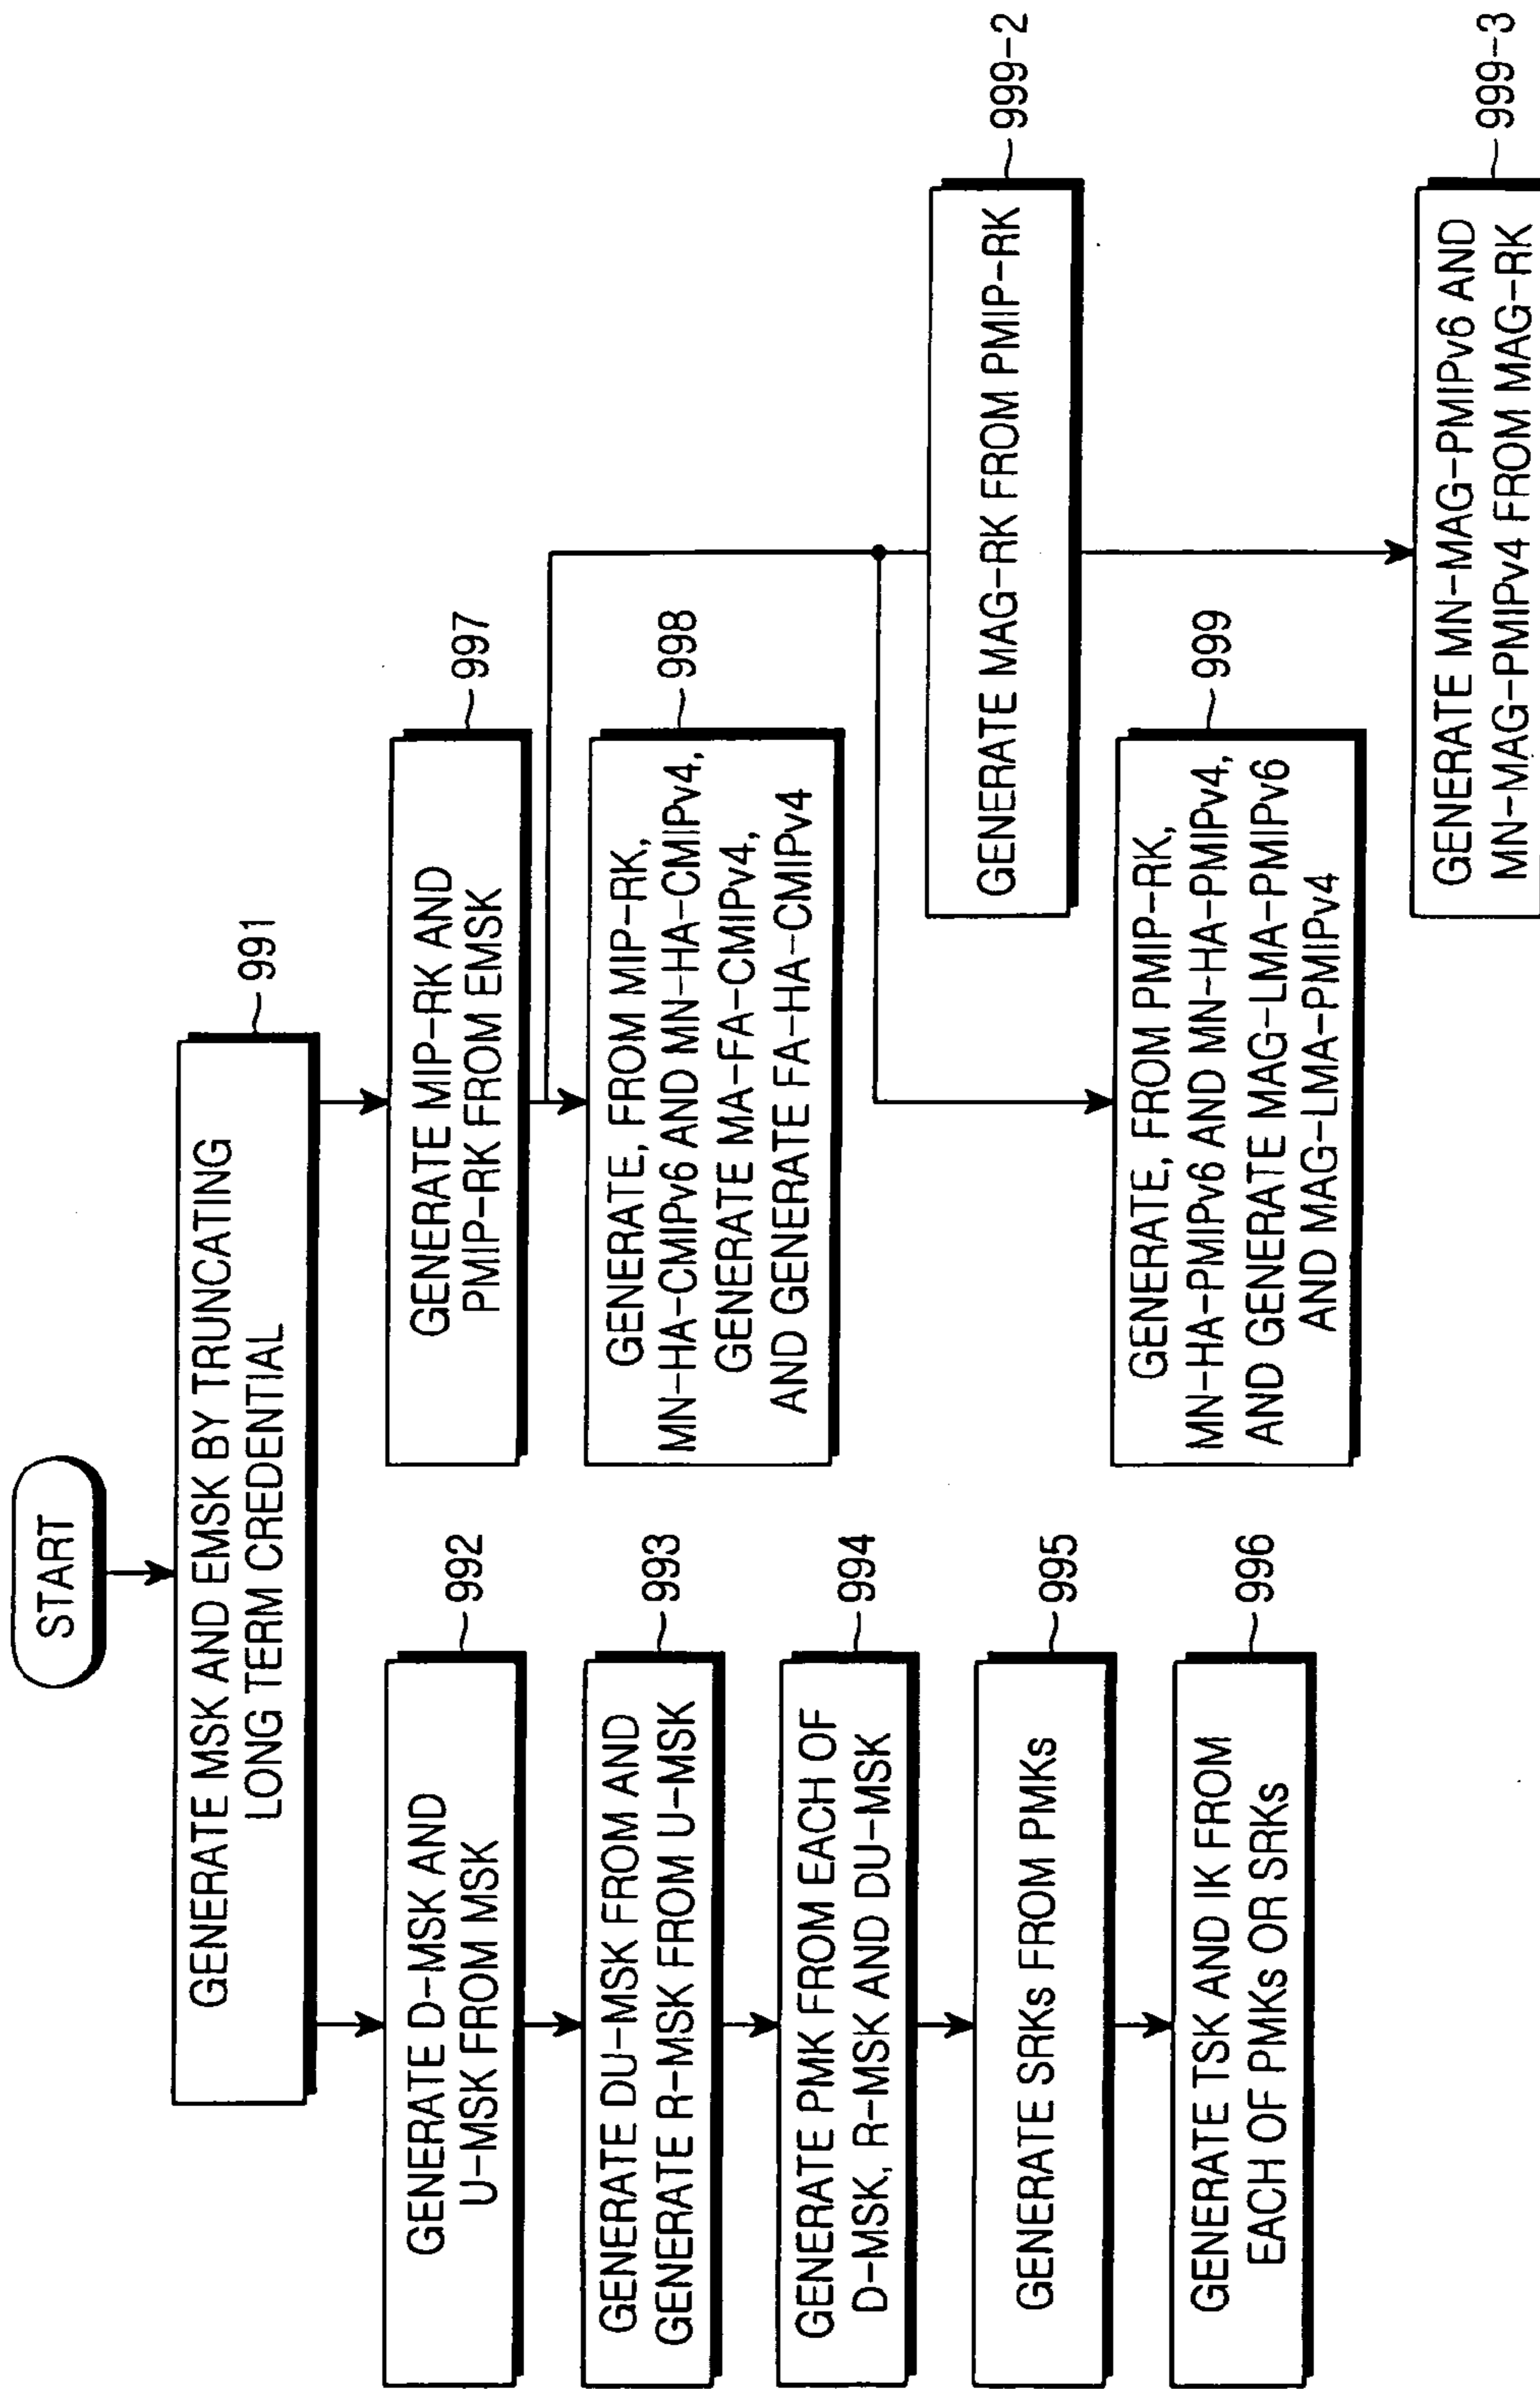 START
GENERATE MSK AND EMSK BY TRUNCATING
LONG TERM CREDENTIAL
991
GENERATE D-MSK AND
U-MSK FROM MSK
992
GENERATE DU-MSK FROM AND
GENERATE R-MSK FROM U-MSK
993
GENERATE PMK FROM EACH OF
D-MSK, R-MSK AND DU-MSK
994
GENERATE SRKs FROM PMKs
995
GENERATE TSK AND IK FROM
EACH OF PMKs OR SRKs
996
GENERATE MIP-RK AND
PMIP-RK FROM EMSK
997
GENERATE, FROM MIP-RK,
MN-HA-CMIPv6 AND MN-HA-CMIPv4,
GENERATE MA-FA-CMIPv4,
AND GENERATE FA-HA-CMIPv4
998
GENERATE, FROM PMIP-RK,
MN-HA-PMIPv6 AND MN-HA-PMIPv4,
AND GENERATE MAG-LMA-PMIPv6
AND MAG-LMA-PMIPv4
999
GENERATE MAG-RK FROM PMIP-RK
999-2
GENERATE MN-MAG-PMIPv6 AND
MN-MAG-PMIPv4 FROM MAG-RK
999-3